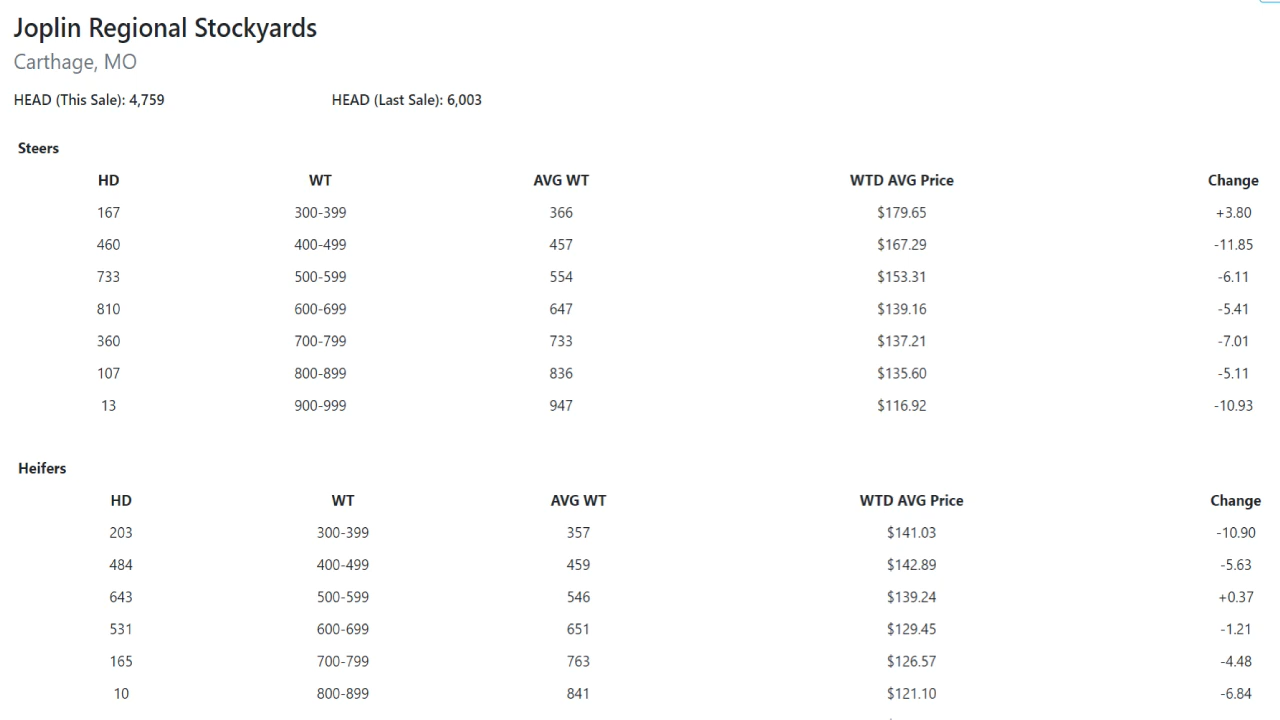 Joplin Regional Stockyards
Carthage, MO
HEAD (This Sale): 4,759 HEAD (Last Sale): 6,003
Steers
HD WT AVG WT WTD AVG Price Change
167 300-399 366 $179.65 +3.80
460 400-499 457 $167.29 -11.85
733 500-599 554 $153.31 -6.11
810 600-699 647 $139.16 -5.41
360 700-799 733 $137.21 -7.01
107 800-899 836 $135.60 -5.11
13 900-999 947 $116.92 -10.93
Heifers
HD WT AVG WT WTD AVG Price Change
203 300-399 357 $141.03 -10.90
484 400-499 459 $142.89 -5.63
643 500-599 546 $139.24 +0.37
531 600-699 651 $129.45 -1.21
165 700-799 763 $126.57 -4.48
10 800-899 841 $121.10 -6.84